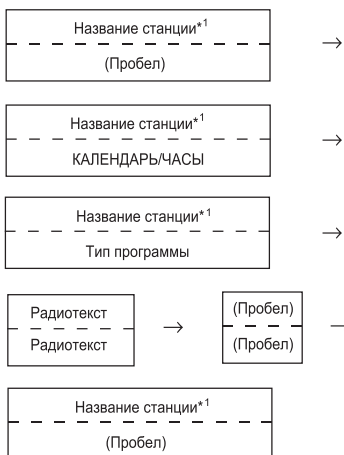 Название станции*1
(Пробел)
→
Название станции*1
КАЛЕНДАРЬ/ЧАСЫ
→
Название станции*1
Тип программы
→
Радиотекст
Радиотекст
→
(Пробел)
(Пробел)
Название станции*1
(Пробел)